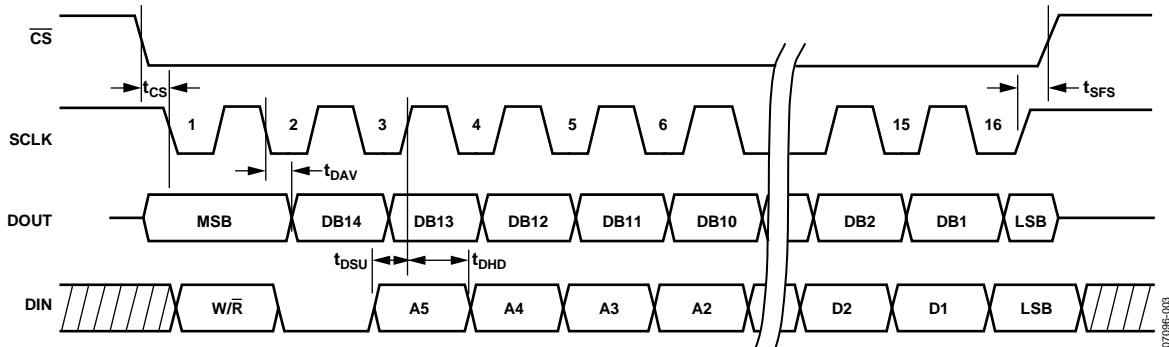 CS
tCS
tSFS
SCLK
1 2 3 4 5 6 15 16
tDAV
DOUT
MSB DB14 DB13 DB12 DB11 DB10 DB2 DB1 LSB
tDSU tDHD
DIN
W/R A5 A4 A3 A2 D2 D1 LSB
07096-003